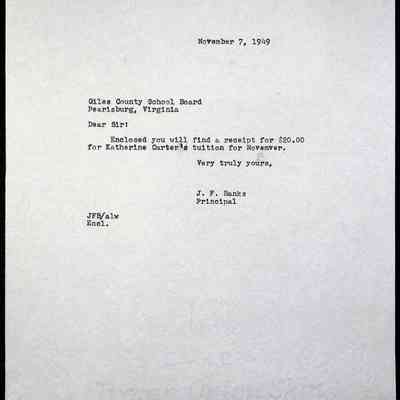 November 7, 1949
Giles County School Board
Pearisburg, Virginia
Dear Sir:
Enclosed you will find a receipt for $20.00
for Katherine Carter's tuition for November.
Very truly yours,
J. F. Banks
Principal
JFB/alw
Encl.